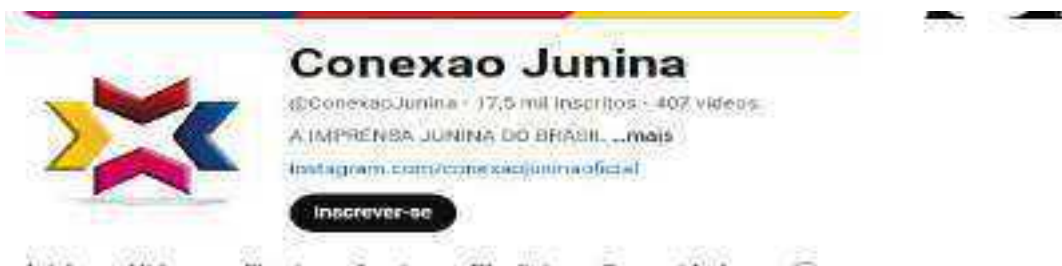 Conexao Junina
@ConexaoJunina · 17,5 mil inscritos · 407 vídeos
A IMPRENSA JUNINA DO BRASIL ...mais
instagram.com/conexaojuninaoficial
Inscrever-se